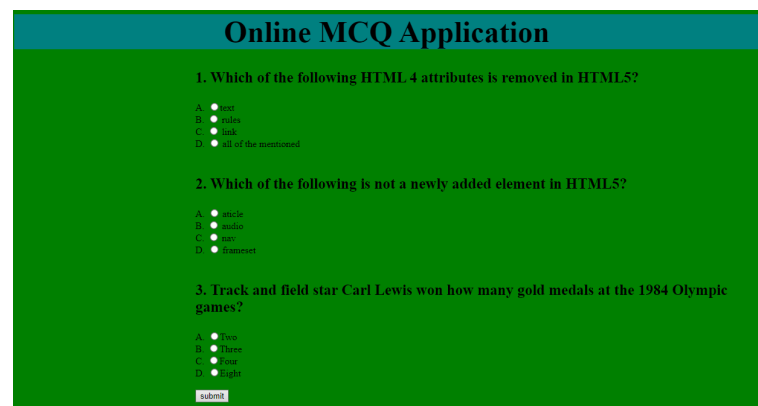 Online MCQ Application
1. Which of the following HTML 4 attributes is removed in HTML5?
A. text
B. rules
C. link
D. all of the mentioned
2. Which of the following is not a newly added element in HTML5?
A. aticle
B. audio
C. nav
D. frameset
3. Track and field star Carl Lewis won how many gold medals at the 1984 Olympic
games?
A. Two
B. Three
C. Four
D. Eight
submit